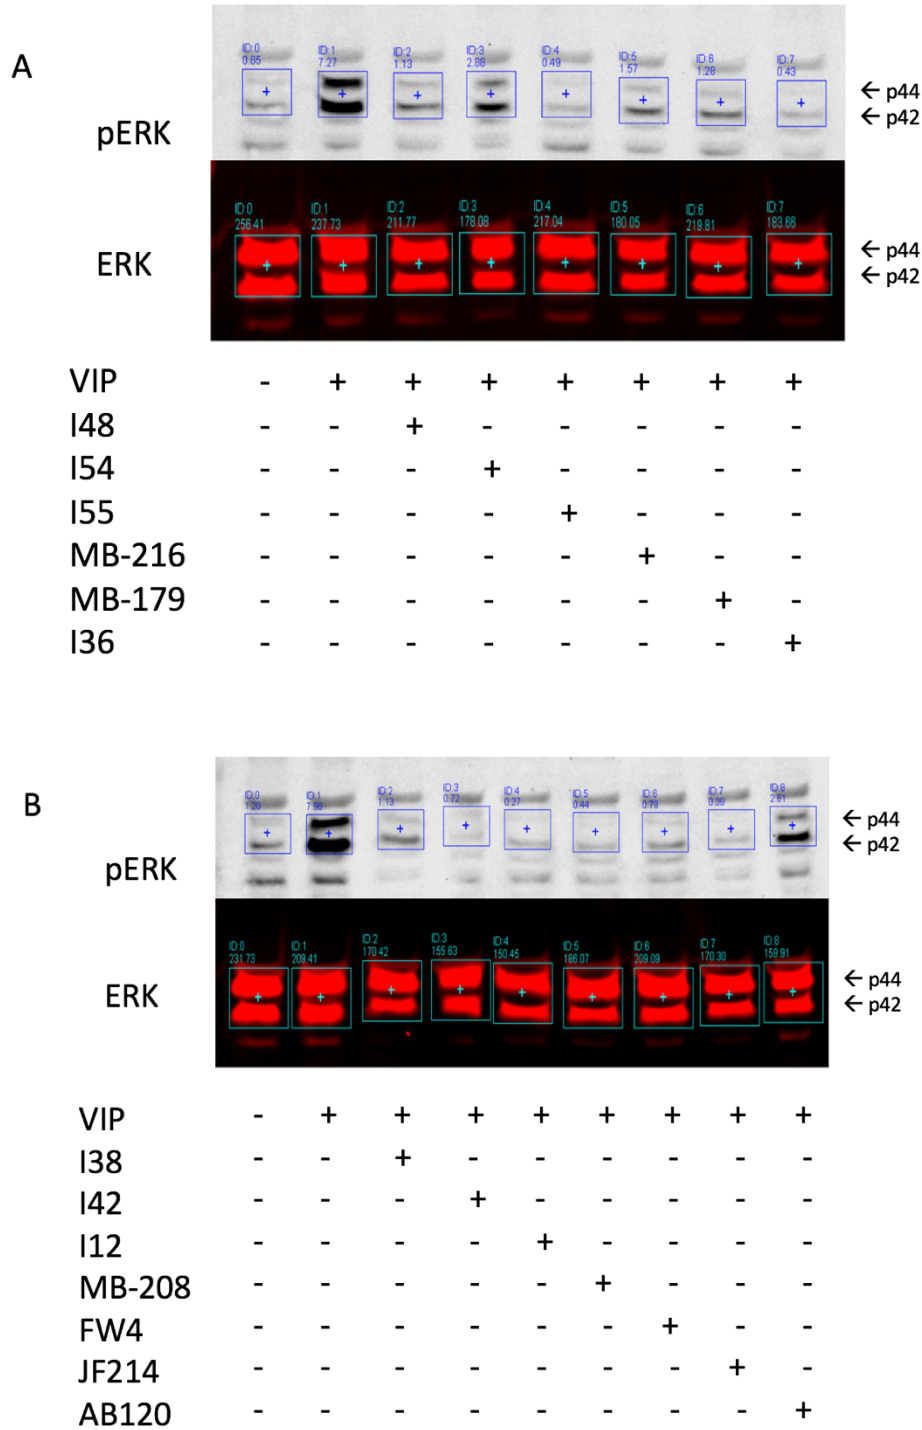 A
ID:0 ID:1 ID:2 ID:3 ID:4 ID:5 ID:6 ID:7
0.65 7.27 1.13 2.98 0.49 1.57 1.28 0.43
← p44
← p42
pERK
ID:0 ID:1 ID:2 ID:3 ID:4 ID:5 ID:6 ID:7
256.41 237.73 211.77 178.08 217.04 180.05 219.81 183.66
← p44
← p42
ERK
VIP - + + + + + + +
I48 - - + - - - - -
I54 - - - + - - - -
I55 - - - - + - - -
MB-216 - - - - - + - -
MB-179 - - - - - - + -
I36 - - - - - - - +
B
ID:0 ID:1 ID:2 ID:3 ID:4 ID:5 ID:6 ID:7 ID:8
1.20 7.90 1.13 0.72 0.27 0.44 0.79 0.39 2.81
← p44
← p42
pERK
ID:0 ID:1 ID:2 ID:3 ID:4 ID:5 ID:6 ID:7 ID:8
231.73 209.41 170.42 155.63 150.45 186.07 209.09 170.30 159.91
← p44
← p42
ERK
VIP - + + + + + + + +
I38 - - + - - - - - -
I42 - - - + - - - - -
I12 - - - - + - - - -
MB-208 - - - - - + - - -
FW4 - - - - - - + - -
JF214 - - - - - - - + -
AB120 - - - - - - - - +